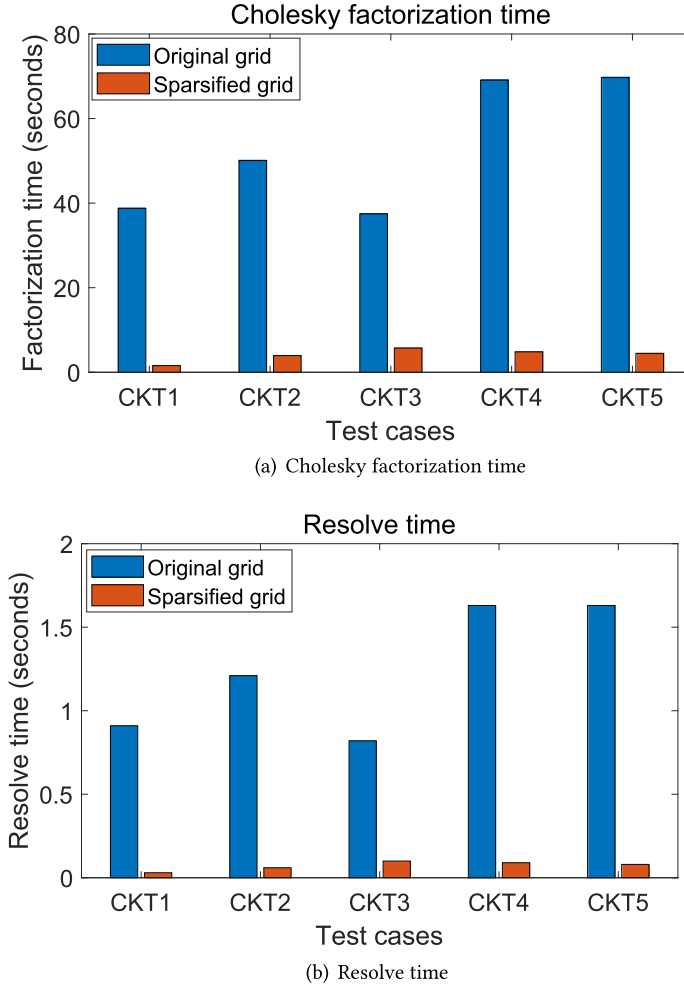 Cholesky factorization time
80
60
40
20
0
Factorization time (seconds)
Original grid
Sparsified grid
CKT1 CKT2 CKT3 CKT4 CKT5
Test cases
(a) Cholesky factorization time
Resolve time
2
1.5
1
0.5
0
Resolve time (seconds)
Original grid
Sparsified grid
CKT1 CKT2 CKT3 CKT4 CKT5
Test cases
(b) Resolve time